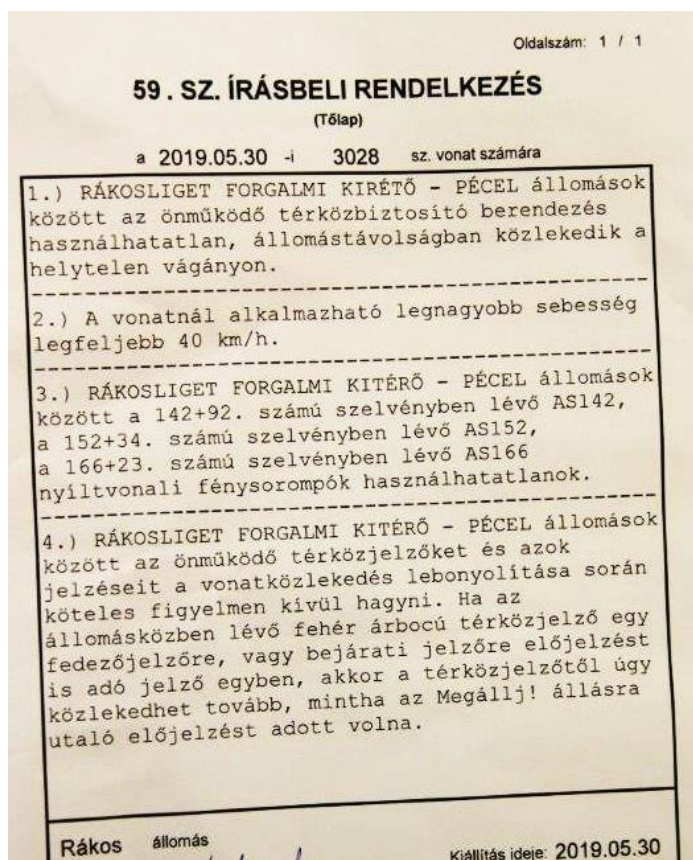 Oldalszám: 1 / 1
59 . SZ. ÍRÁSBELI RENDELKEZÉS
(Tőlap)
a 2019.05.30 -i 3028 sz. vonat számára
1.) RÁKOSLIGET FORGALMI KIRÉTŐ - PÉCEL állomások
között az önműködő térközbiztosító berendezés
használhatatlan, állomástávolságban közlekedik a
helytelen vágányon.
2.) A vonatnál alkalmazható legnagyobb sebesség
legfeljebb 40 km/h.
3.) RÁKOSLIGET FORGALMI KITÉRŐ - PÉCEL állomások
között a 142+92. számú szelvényben lévő AS142,
a 152+34. számú szelvényben lévő AS152,
a 166+23. számú szelvényben lévő AS166
nyíltvonali fénysorompók használhatatlanok.
4.) RÁKOSLIGET FORGALMI KITÉRŐ - PÉCEL állomások
között az önműködő térközjelzőket és azok
jelzéseit a vonatközlekedés lebonyolítása során
köteles figyelmen kívül hagyni. Ha az
állomásközben lévő fehér árbocú térközjelző egy
fedezőjelzőre, vagy bejárati jelzőre előjelzést
is adó jelző egyben, akkor a térközjelzőtől úgy
közlekedhet tovább, mintha az Megállj! állásra
utaló előjelzést adott volna.
Rákos állomás
Kiállítás ideje: 2019.05.30